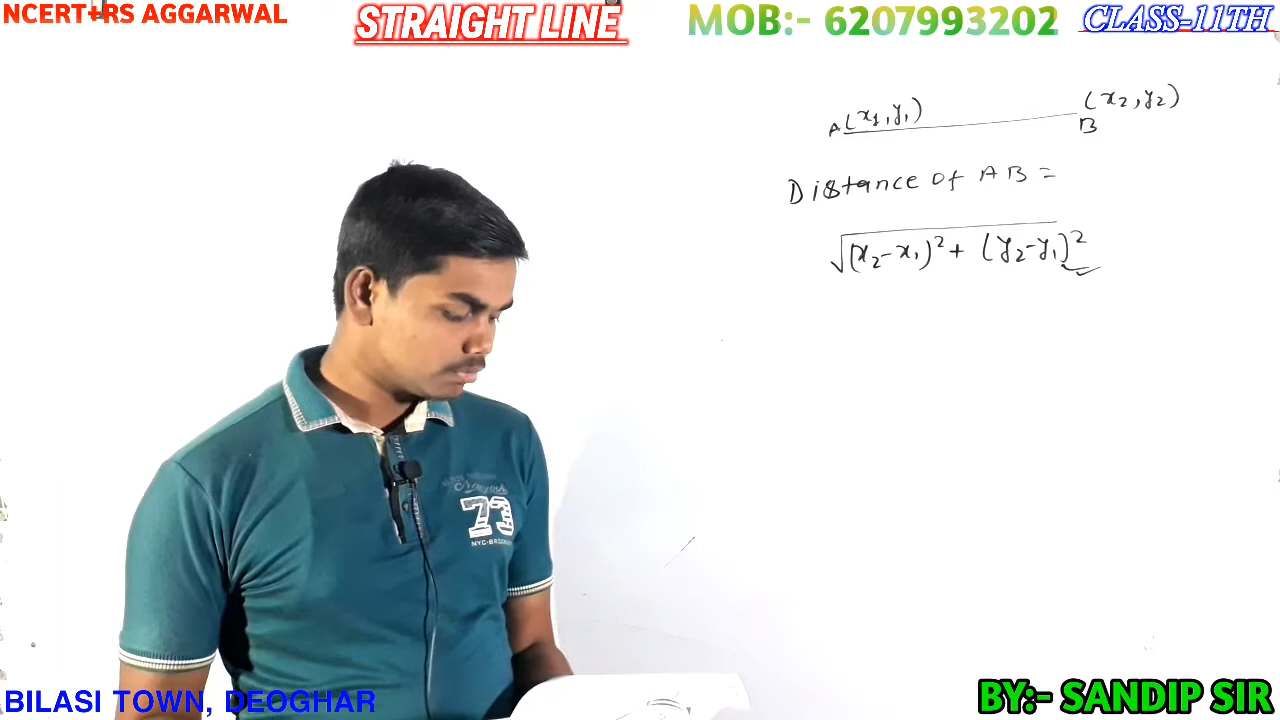 NCERT+RS AGGARWAL
STRAIGHT LINE
MOB:- 6207993202
CLASS-11TH
A(x1, y1)
(x2, y2)
B
Distance of AB =
√(x2-x1)² + (y2-y1)²
73
BILASI TOWN, DEOGHAR
BY:- SANDIP SIR